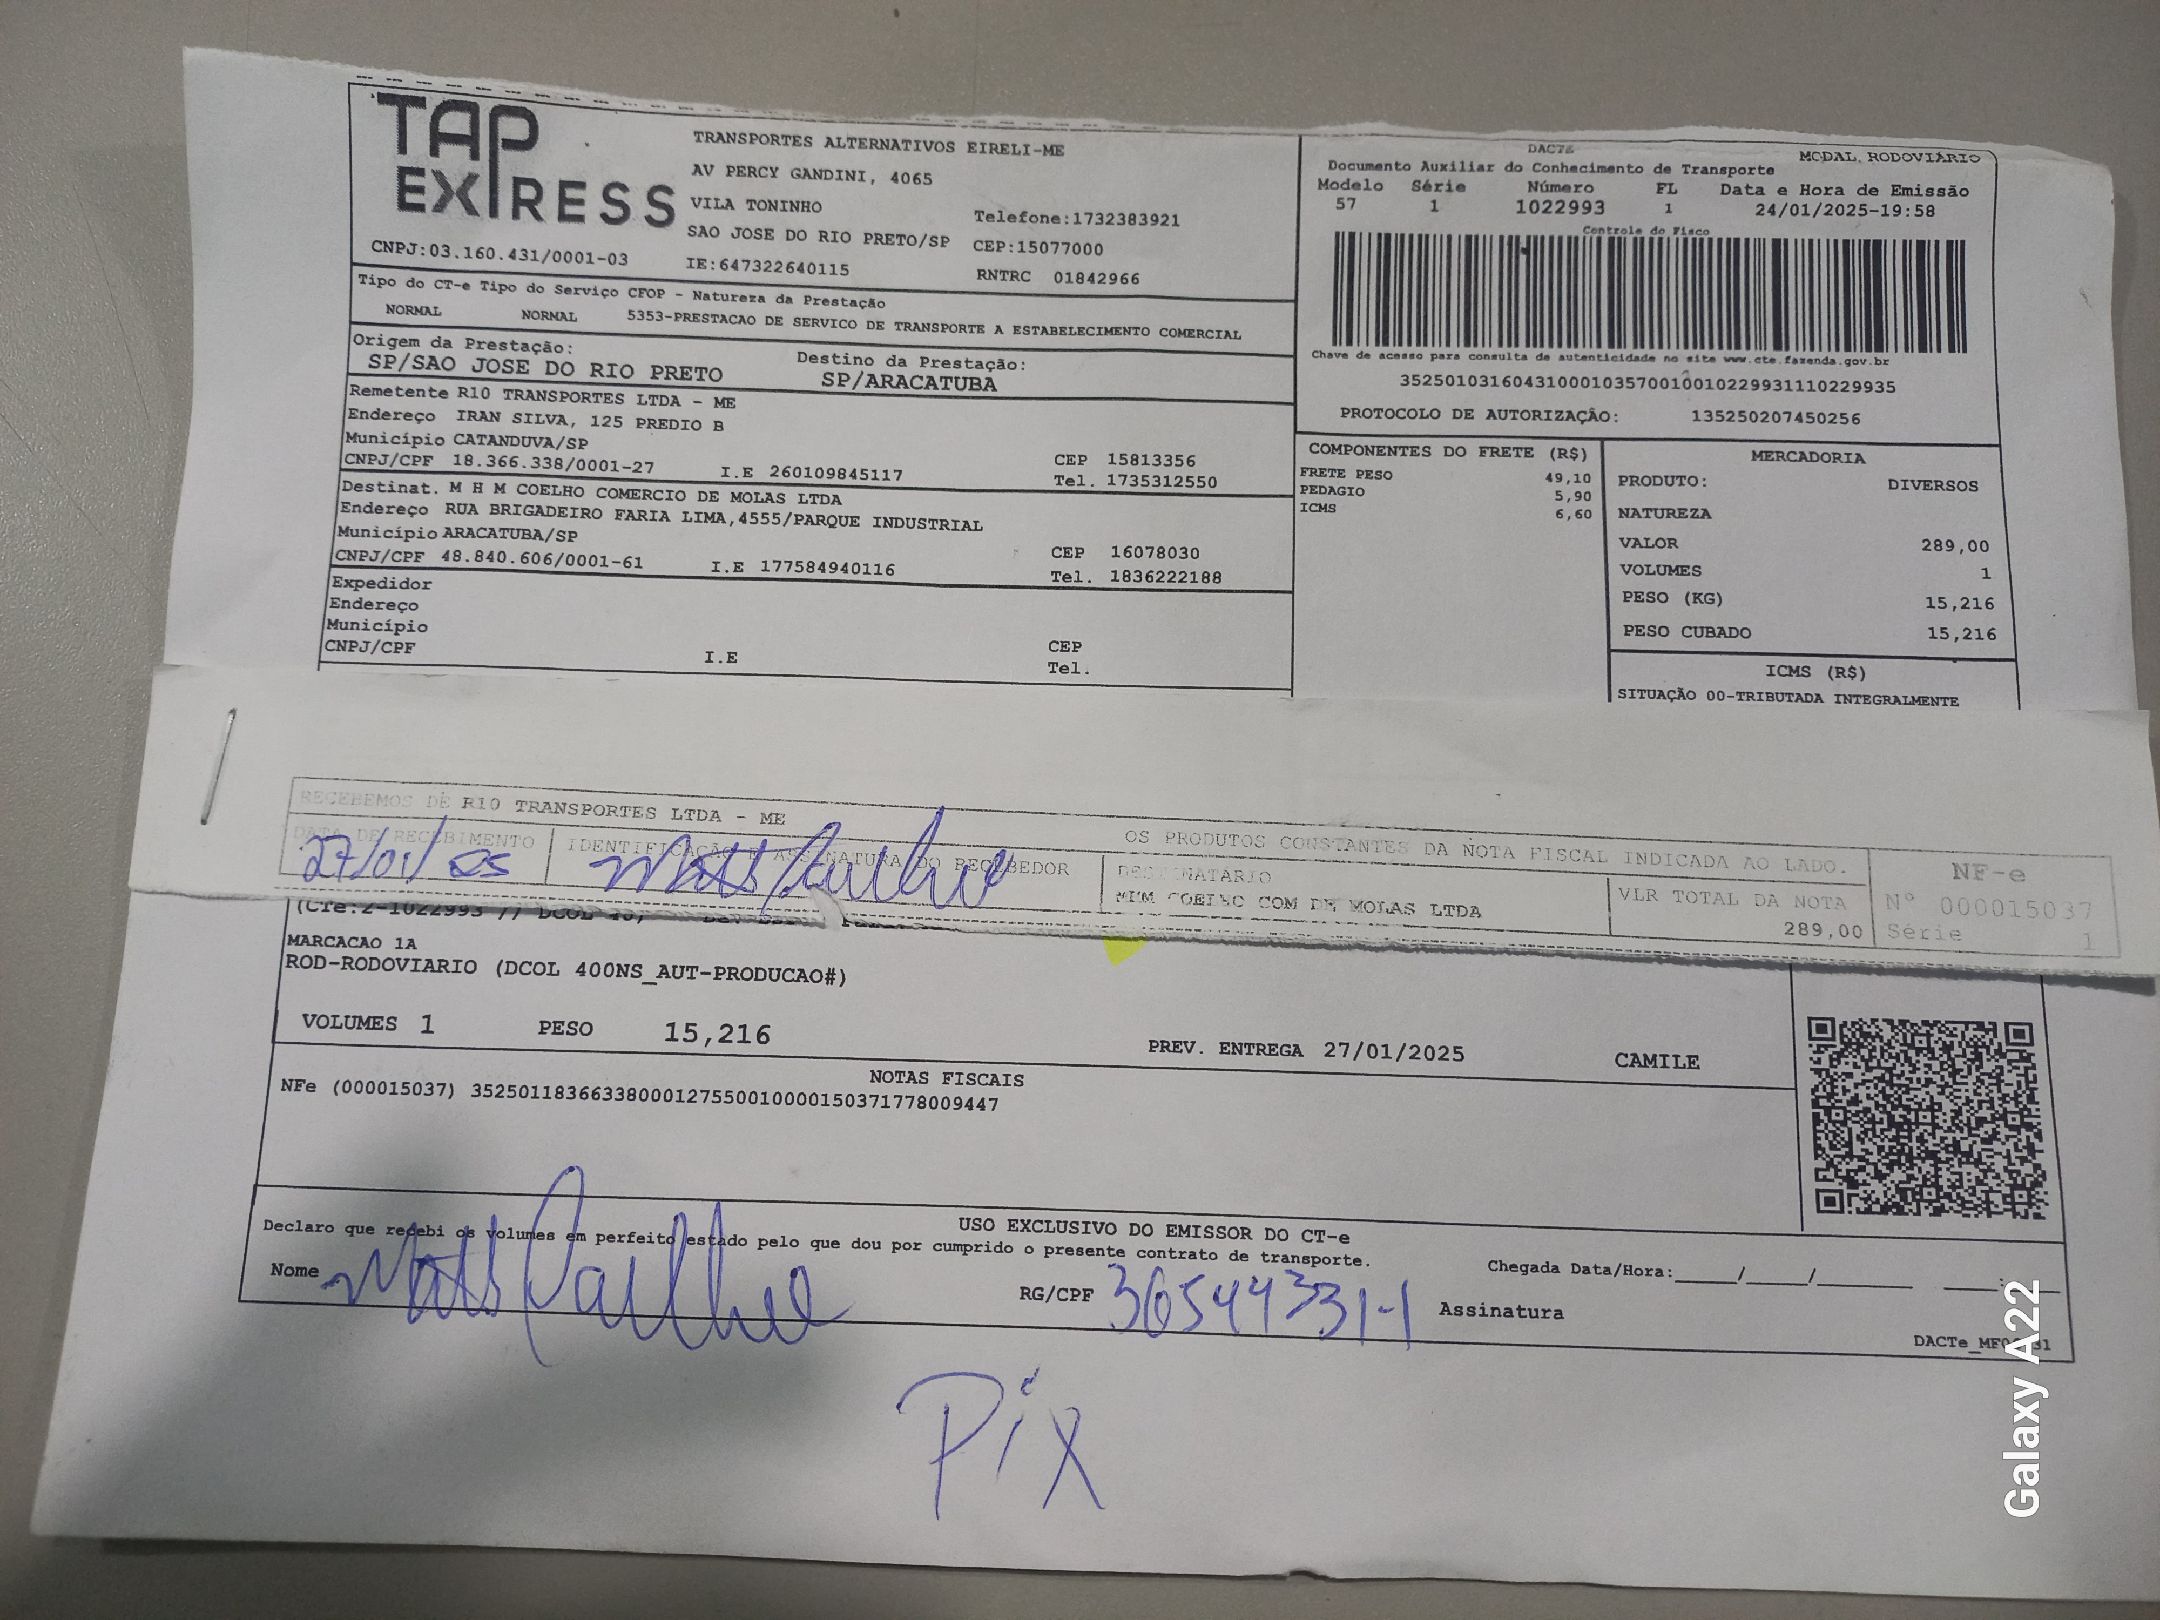 TAP EXPRESS
TRANSPORTES ALTERNATIVOS EIRELI-ME
AV PERCY GANDINI, 4065
VILA TONINHO
Telefone:1732383921
SAO JOSE DO RIO PRETO/SP CEP:15077000
CNPJ:03.160.431/0001-03 IE:647322640115 RNTRC 01842966
DACTE MODAL RODOVIÁRIO
Documento Auxiliar do Conhecimento de Transporte
Modelo Série Número FL Data e Hora de Emissão
57 1 1022993 1 24/01/2025-19:58
Controle do Fisco
Chave de acesso para consulta de autenticidade no site www.cte.fazenda.gov.br
35250103160431000103570010010229931110229935
PROTOCOLO DE AUTORIZAÇÃO: 135250207450256
Tipo do CT-e Tipo do Serviço CFOP - Natureza da Prestação
NORMAL NORMAL 5353-PRESTACAO DE SERVICO DE TRANSPORTE A ESTABELECIMENTO COMERCIAL
Origem da Prestação: Destino da Prestação:
SP/SAO JOSE DO RIO PRETO SP/ARACATUBA
Remetente R10 TRANSPORTES LTDA - ME
Endereço IRAN SILVA, 125 PREDIO B
Município CATANDUVA/SP CEP 15813356
CNPJ/CPF 18.366.338/0001-27 I.E 260109845117 Tel. 1735312550
Destinat. M H M COELHO COMERCIO DE MOLAS LTDA
Endereço RUA BRIGADEIRO FARIA LIMA,4555/PARQUE INDUSTRIAL
Município ARACATUBA/SP CEP 16078030
CNPJ/CPF 48.840.606/0001-61 I.E 177584940116 Tel. 1836222188
Expedidor
Endereço
Município CEP
CNPJ/CPF I.E Tel.
COMPONENTES DO FRETE (R$)
FRETE PESO 49,10
PEDAGIO 5,90
ICMS 6,60
MERCADORIA
PRODUTO: DIVERSOS
NATUREZA
VALOR 289,00
VOLUMES 1
PESO (KG) 15,216
PESO CUBADO 15,216
ICMS (R$)
SITUAÇÃO 00-TRIBUTADA INTEGRALMENTE
RECEBEMOS DE R10 TRANSPORTES LTDA - ME OS PRODUTOS CONSTANTES DA NOTA FISCAL INDICADA AO LADO.
DATA DE RECEBIMENTO IDENTIFICAÇÃO E ASSINATURA DO RECEBEDOR
27/01/25
DESTINATÁRIO
COM DE MOLAS LTDA
VLR TOTAL DA NOTA
289,00
NF-e
Nº 000015037
Série 1
(Cte:2-1022993 // DCOL
MARCACAO 1A
ROD-RODOVIARIO (DCOL 400NS_AUT-PRODUCAO#)
VOLUMES 1 PESO 15,216 PREV. ENTREGA 27/01/2025 CAMILE
NOTAS FISCAIS
NFe (000015037) 35250118366338000127550010000150371778009447
USO EXCLUSIVO DO EMISSOR DO CT-e
Declaro que recebi os volumes em perfeito estado pelo que dou por cumprido o presente contrato de transporte.
Nome RG/CPF 36544331-1 Assinatura
Chegada Data/Hora:_____/_____/________ ____:____
Pix
Galaxy A22